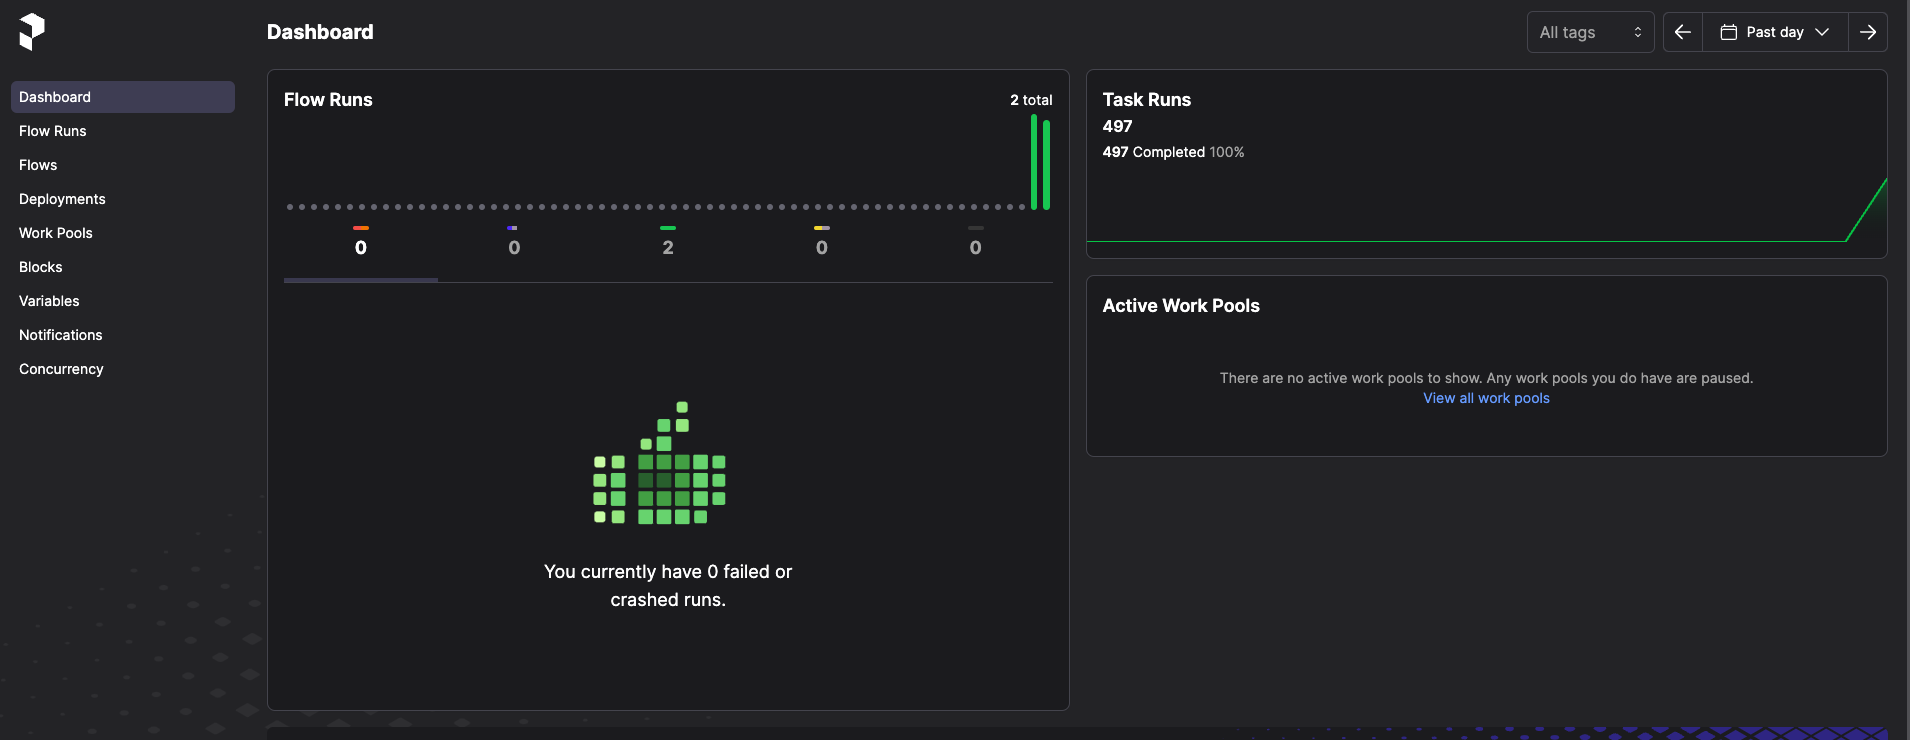 Dashboard
All tags
Past day
Dashboard
Flow Runs
Flows
Deployments
Work Pools
Blocks
Variables
Notifications
Concurrency
Flow Runs
2 total
0
0
2
0
0
You currently have 0 failed or
crashed runs.
Task Runs
497
497 Completed 100%
Active Work Pools
There are no active work pools to show. Any work pools you do have are paused.
View all work pools